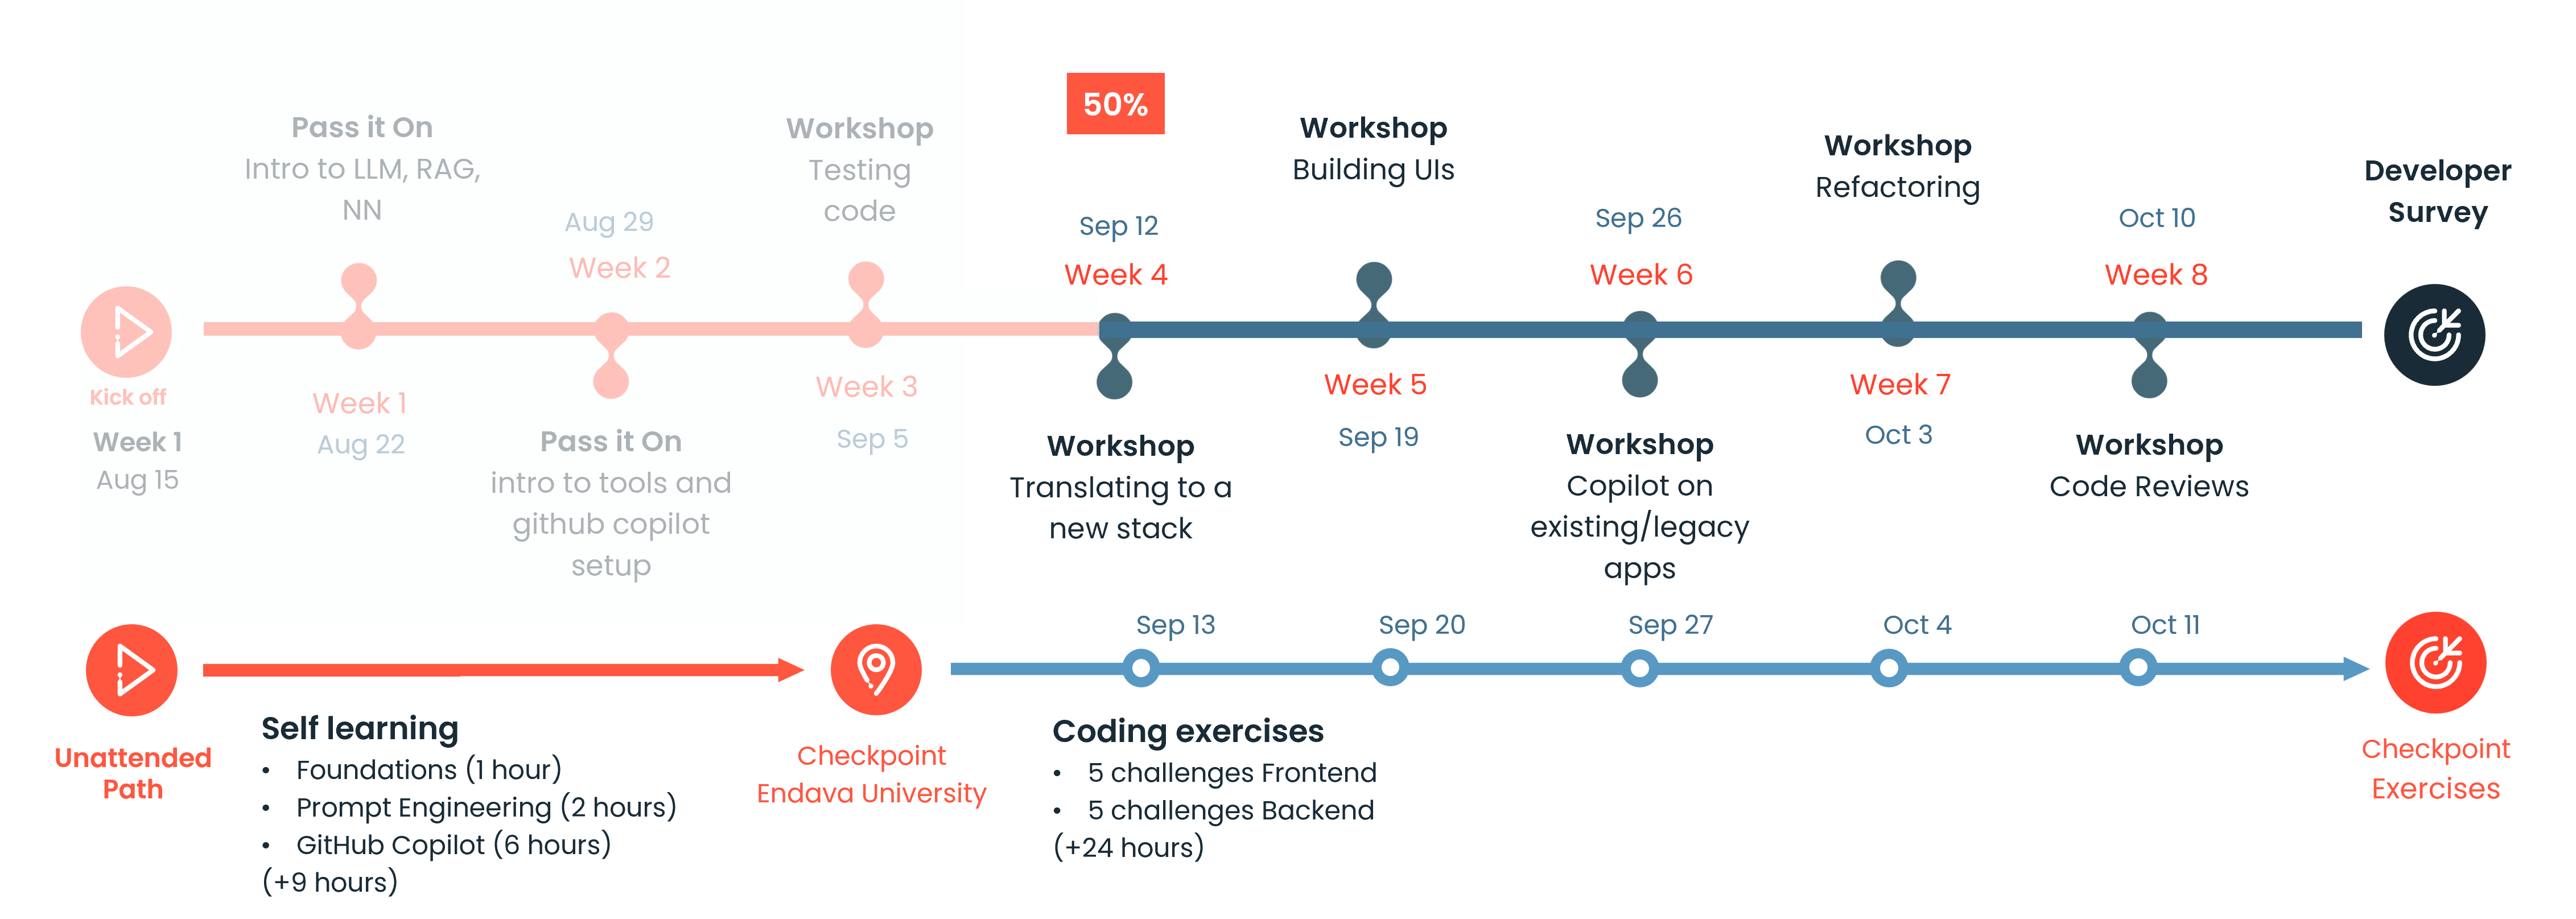 50%
Pass it On
Intro to LLM, RAG,
NN
Workshop
Testing
code
Workshop
Building UIs
Workshop
Refactoring
Developer
Survey
Aug 29
Week 2
Sep 12
Week 4
Sep 26
Week 6
Oct 10
Week 8
Kick off
Week 1
Aug 15
Week 1
Aug 22
Pass it On
intro to tools and
github copilot
setup
Week 3
Sep 5
Workshop
Translating to a
new stack
Week 5
Sep 19
Workshop
Copilot on
existing/legacy
apps
Week 7
Oct 3
Workshop
Code Reviews
Sep 13
Sep 20
Sep 27
Oct 4
Oct 11
Unattended
Path
Self learning
• Foundations (1 hour)
• Prompt Engineering (2 hours)
• GitHub Copilot (6 hours)
(+9 hours)
Checkpoint
Endava University
Coding exercises
• 5 challenges Frontend
• 5 challenges Backend
(+24 hours)
Checkpoint
Exercises